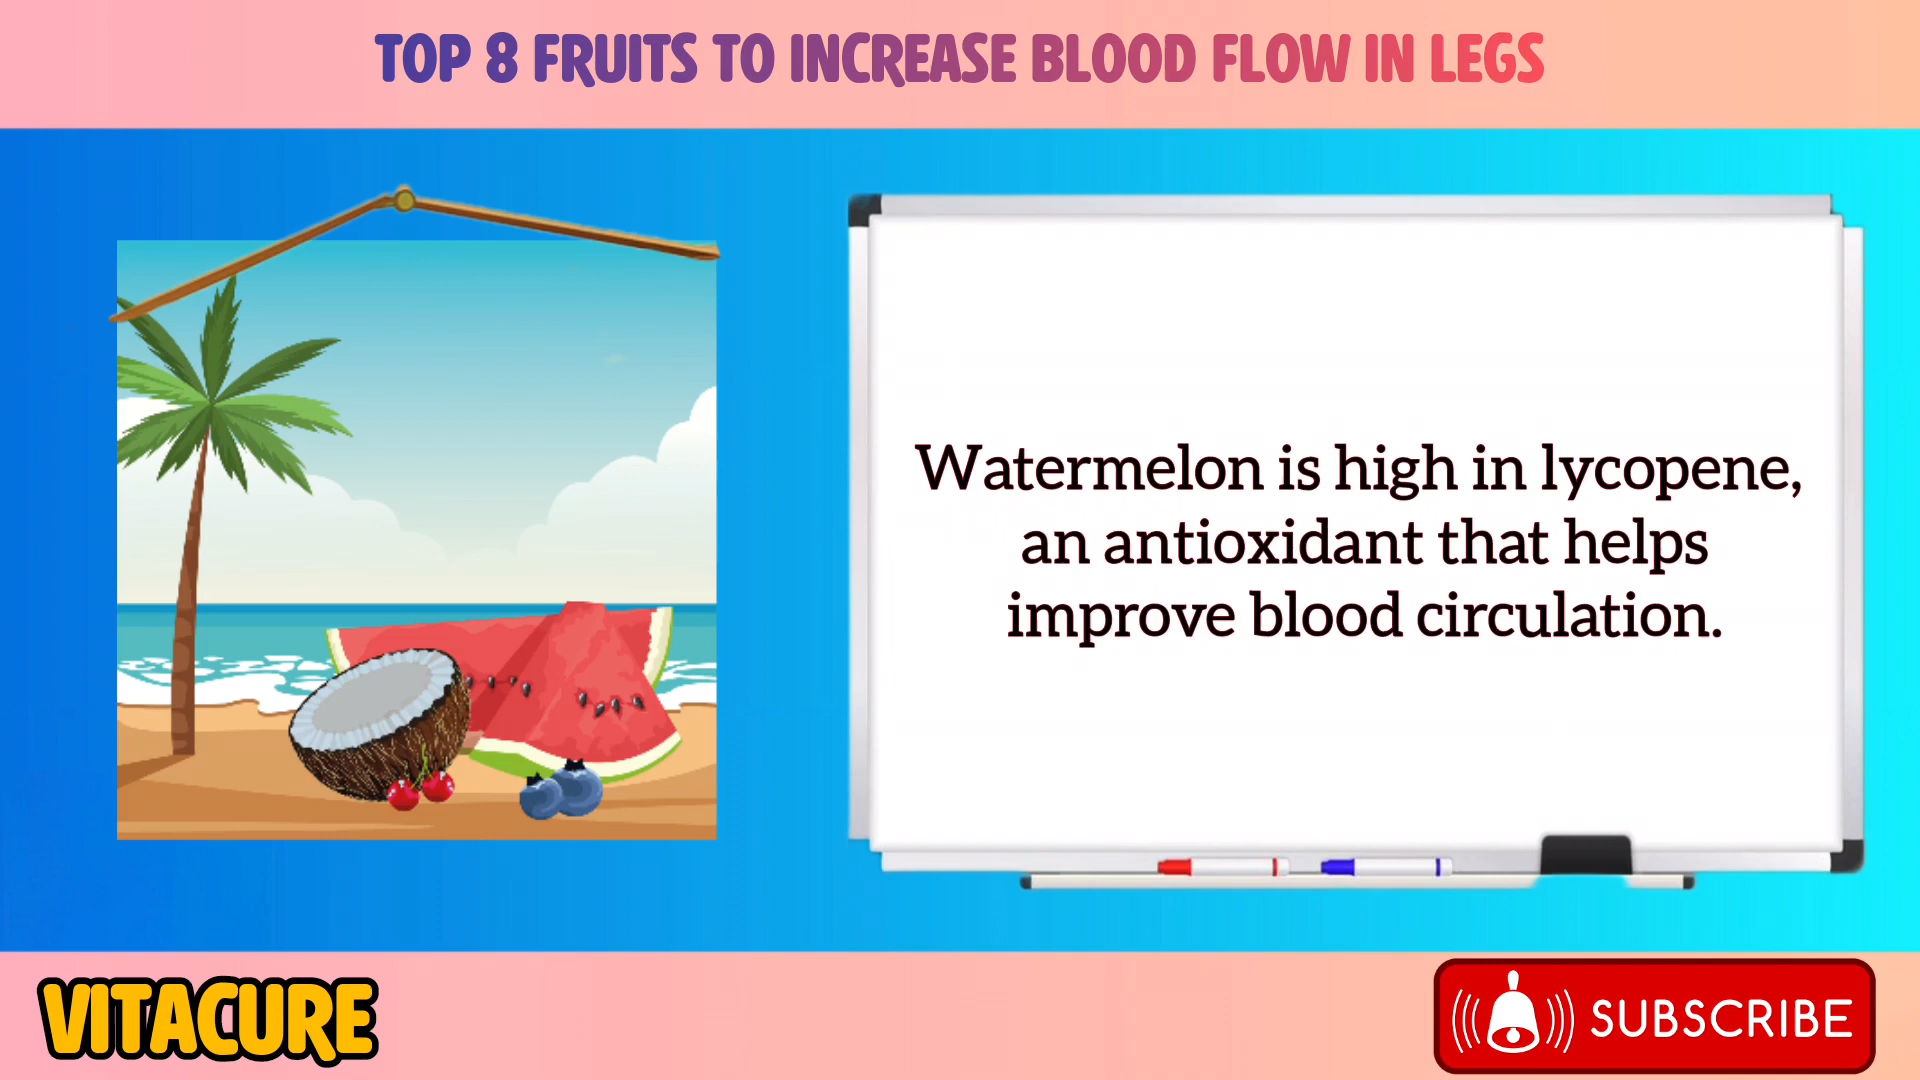 TOP 8 FRUITS TO INCREASE BLOOD FLOW IN LEGS
Watermelon is high in lycopene,
an antioxidant that helps
improve blood circulation.
VITACURE
SUBSCRIBE